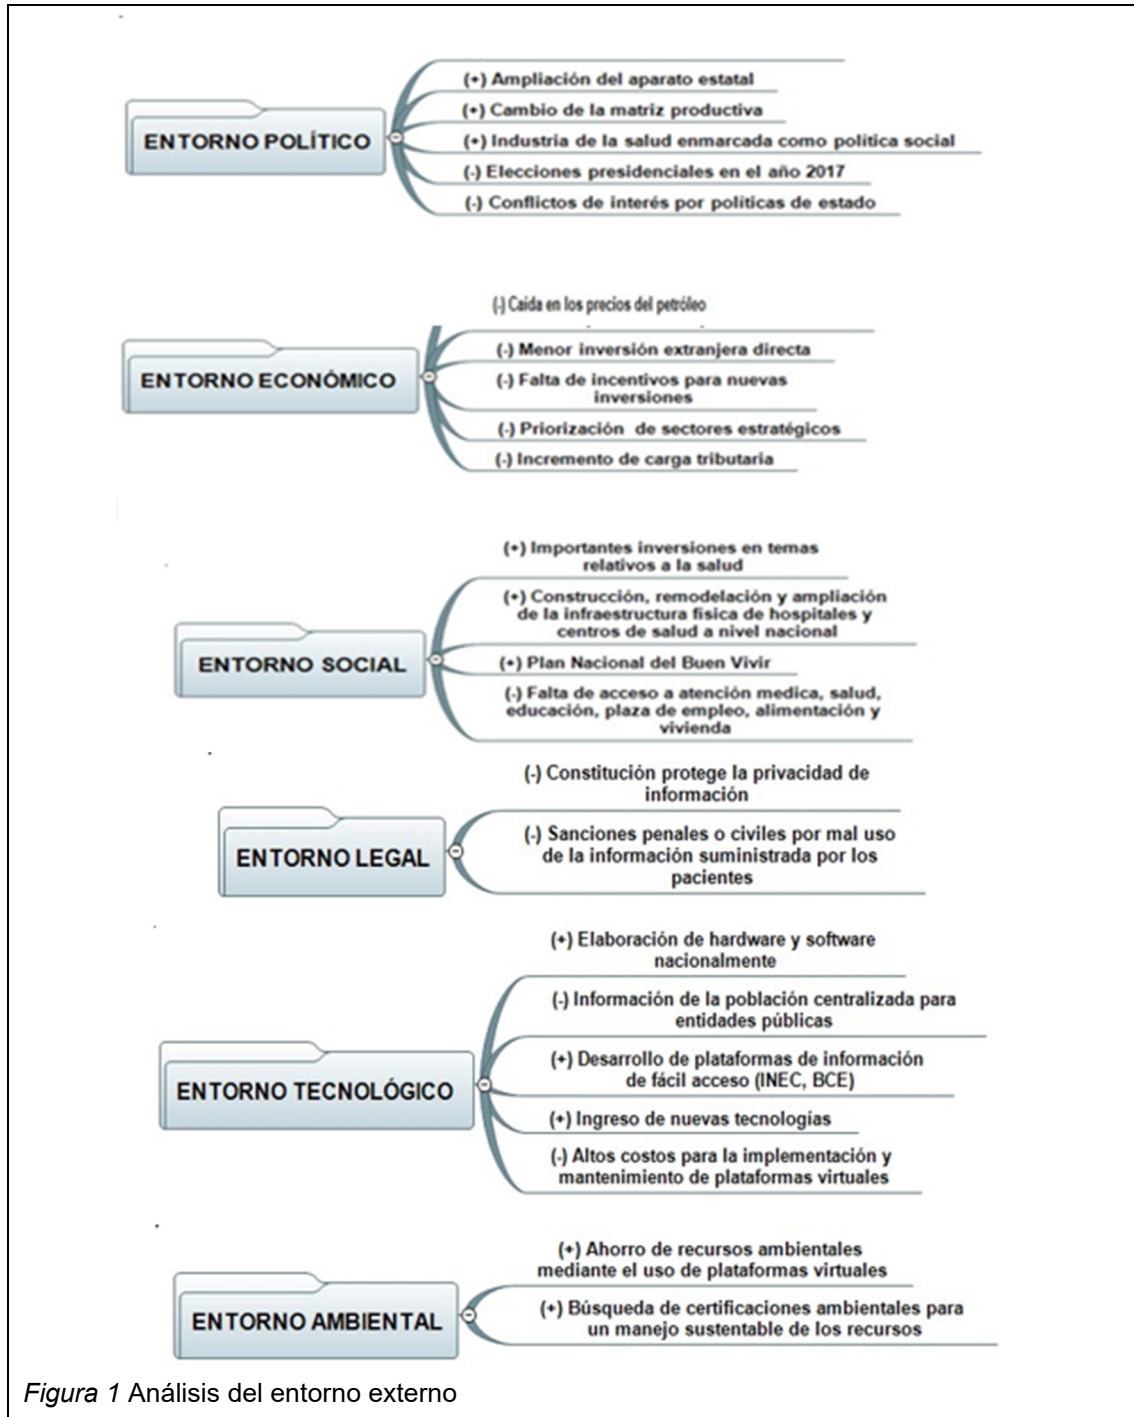 ENTORNO POLÍTICO
(+) Ampliación del aparato estatal
(+) Cambio de la matriz productiva
(+) Industria de la salud enmarcada como política social
(-) Elecciones presidenciales en el año 2017
(-) Conflictos de interés por políticas de estado
ENTORNO ECONÓMICO
(-) Caída en los precios del petróleo
(-) Menor inversión extranjera directa
(-) Falta de incentivos para nuevas
inversiones
(-) Priorización de sectores estratégicos
(-) Incremento de carga tributaria
ENTORNO SOCIAL
(+) Importantes inversiones en temas
relativos a la salud
(+) Construcción, remodelación y ampliación
de la infraestructura física de hospitales y
centros de salud a nivel nacional
(+) Plan Nacional del Buen Vivir
(-) Falta de acceso a atención medica, salud,
educación, plaza de empleo, alimentación y
vivienda
ENTORNO LEGAL
(-) Constitución protege la privacidad de
información
(-) Sanciones penales o civiles por mal uso
de la información suministrada por los
pacientes
ENTORNO TECNOLÓGICO
(+) Elaboración de hardware y software
nacionalmente
(-) Información de la población centralizada para
entidades públicas
(+) Desarrollo de plataformas de información
de fácil acceso (INEC, BCE)
(+) Ingreso de nuevas tecnologías
(-) Altos costos para la implementación y
mantenimiento de plataformas virtuales
ENTORNO AMBIENTAL
(+) Ahorro de recursos ambientales
mediante el uso de plataformas virtuales
(+) Búsqueda de certificaciones ambientales para
un manejo sustentable de los recursos
Figura 1 Análisis del entorno externo